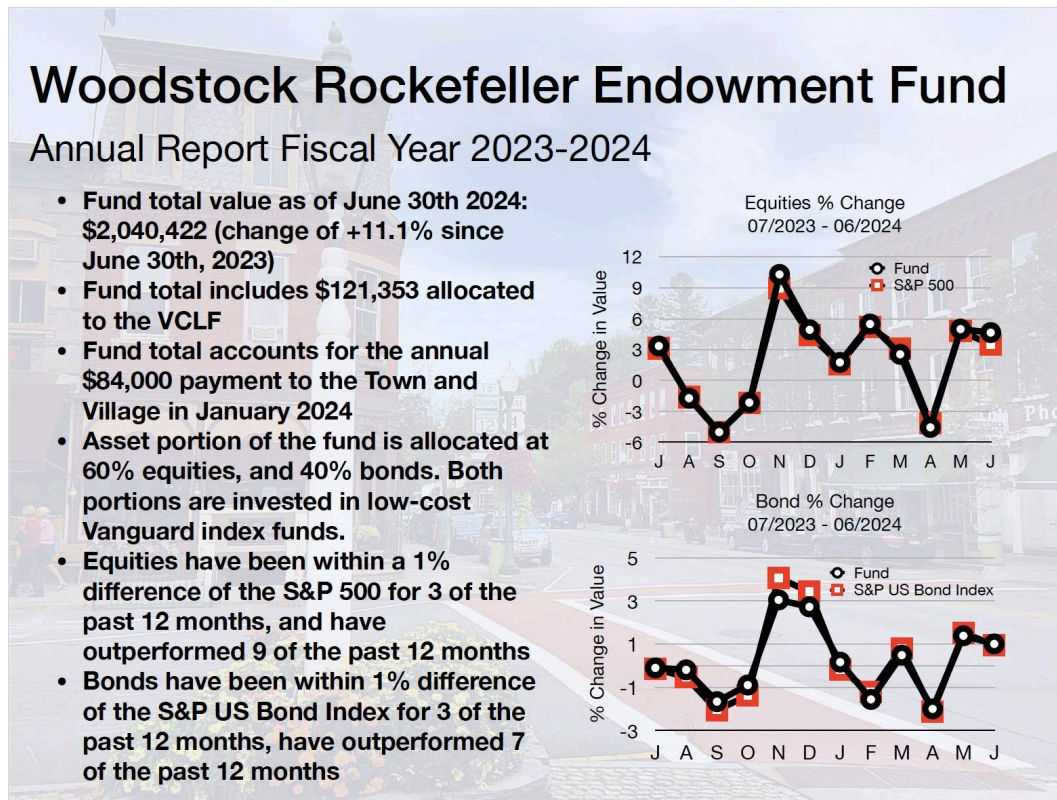 Woodstock Rockefeller Endowment Fund
Annual Report Fiscal Year 2023-2024
• Fund total value as of June 30th 2024:
$2,040,422 (change of +11.1% since
June 30th, 2023)
• Fund total includes $121,353 allocated
to the VCLF
• Fund total accounts for the annual
$84,000 payment to the Town and
Village in January 2024
• Asset portion of the fund is allocated at
60% equities, and 40% bonds. Both
portions are invested in low-cost
Vanguard index funds.
• Equities have been within a 1%
difference of the S&P 500 for 3 of the
past 12 months, and have
outperformed 9 of the past 12 months
• Bonds have been within 1% difference
of the S&P US Bond Index for 3 of the
past 12 months, have outperformed 7
of the past 12 months
Equities % Change
07/2023 - 06/2024
% Change in Value
12
9
6
3
0
-3
-6
Fund
S&P 500
J A S O N D J F M A M J
Bond % Change
07/2023 - 06/2024
% Change in Value
5
3
1
-1
-3
Fund
S&P US Bond Index
J A S O N D J F M A M J